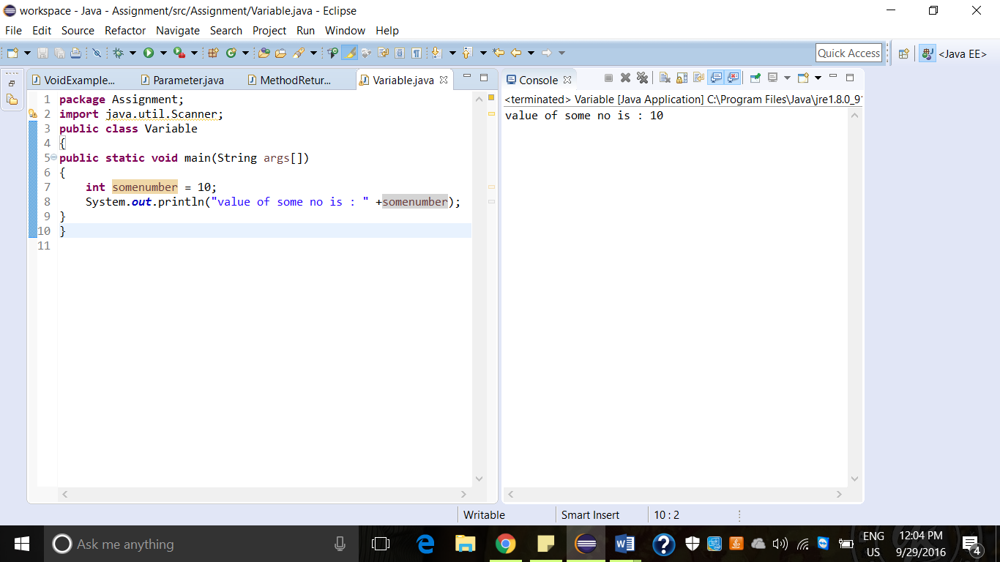 workspace - Java - Assignment/src/Assignment/Variable.java - Eclipse
File Edit Source Refactor Navigate Search Project Run Window Help
Quick Access
<Java EE>
VoidExample... Parameter.java MethodRetur... Variable.java
1 package Assignment;
2 import java.util.Scanner;
3 public class Variable
4 {
5 public static void main(String args[])
6 {
7 int somenumber = 10;
8 System.out.println("value of some no is : " +somenumber);
9 }
10 }
11
Console
<terminated> Variable [Java Application] C:\Program Files\Java\jre1.8.0_9
value of some no is : 10
Writable Smart Insert 10 : 2
Ask me anything
ENG
US
12:04 PM
9/29/2016
4